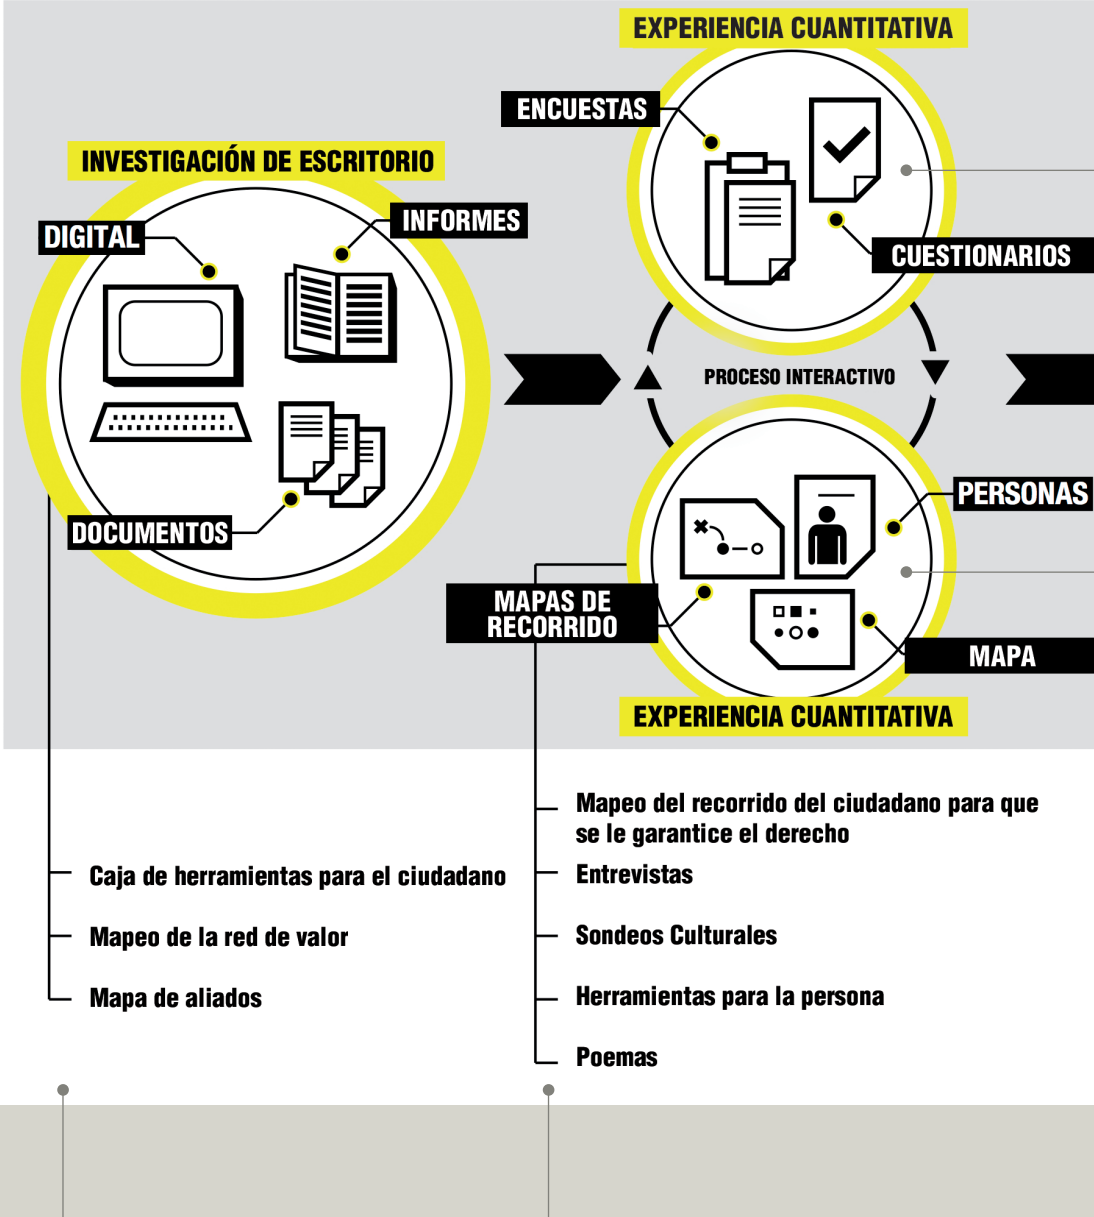 EXPERIENCIA CUANTITATIVA
ENCUESTAS
CUESTIONARIOS
INVESTIGACIÓN DE ESCRITORIO
DIGITAL
INFORMES
DOCUMENTOS
PROCESO INTERACTIVO
PERSONAS
MAPAS DE
RECORRIDO
MAPA
EXPERIENCIA CUANTITATIVA
Caja de herramientas para el ciudadano
Mapeo de la red de valor
Mapa de aliados
Mapeo del recorrido del ciudadano para que
se le garantice el derecho
Entrevistas
Sondeos Culturales
Herramientas para la persona
Poemas